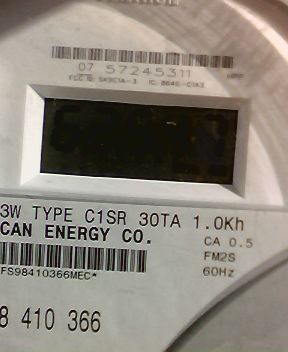 07 57245311
3W TYPE C1SR 30TA 1.0Kh
CAN ENERGY CO.
CA 0.5
FM2S
60Hz
FS98410366MEC*
8 410 366